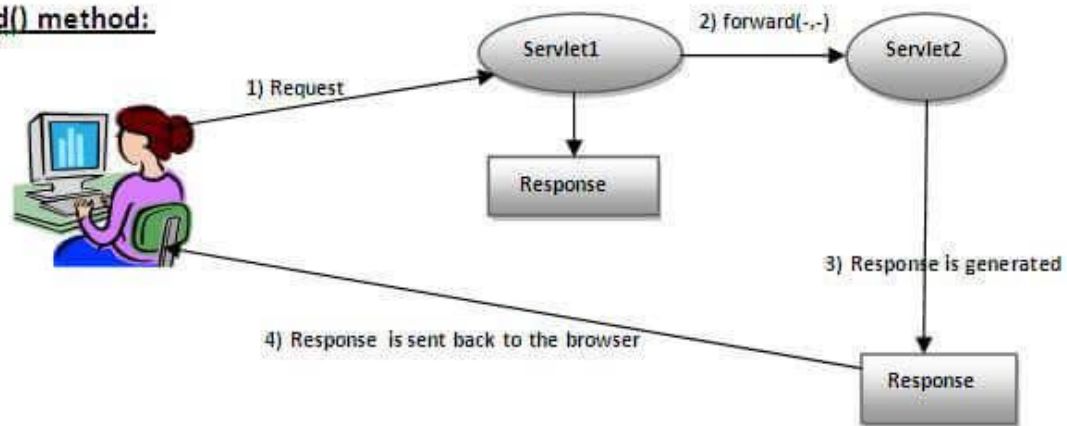 d() method:
2) forward(-,-)
Servlet1
Servlet2
1) Request
Response
3) Response is generated
4) Response is sent back to the browser
Response